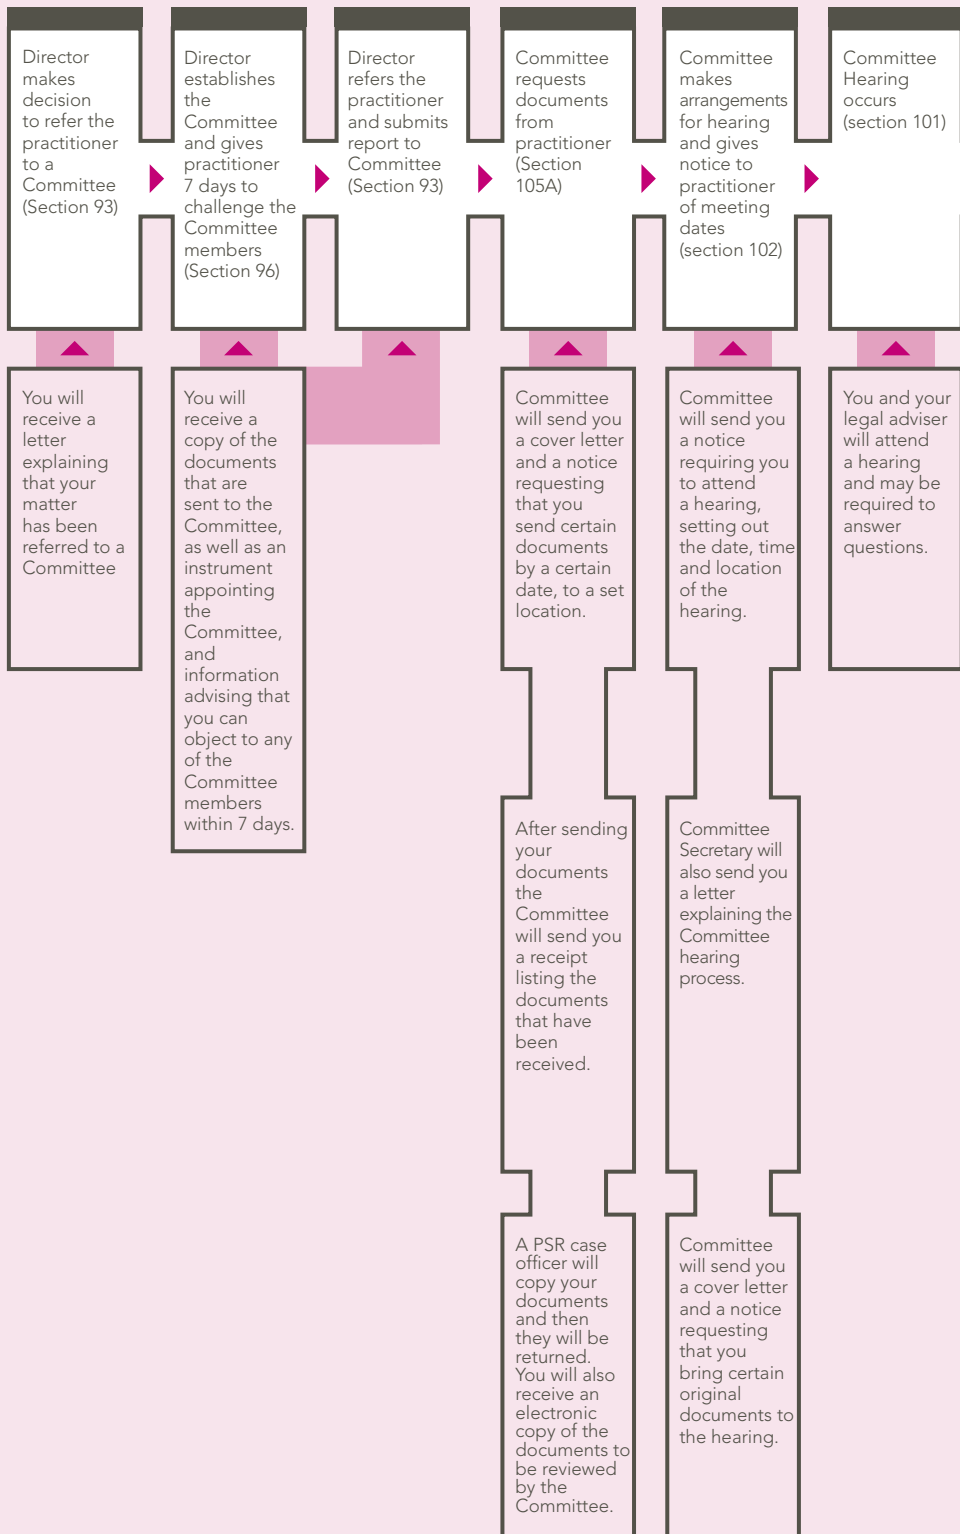 Director
makes
decision
to refer the
practitioner
to a
Committee
(Section 93)
Director
establishes
the
Committee
and gives
practitioner
7 days to
challenge the
Committee
members
(Section 96)
Director
refers the
practitioner
and submits
report to
Committee
(Section 93)
Committee
requests
documents
from
practitioner
(Section
105A)
Committee
makes
arrangements
for hearing
and gives
notice to
practitioner
of meeting
dates
(section 102)
Committee
Hearing
occurs
(section 101)
You will
receive a
letter
explaining
that your
matter
has been
referred to a
Committee
You will
receive a
copy of the
documents
that are
sent to the
Committee,
as well as an
instrument
appointing
the
Committee,
and
information
advising that
you can
object to any
of the
Committee
members
within 7 days.
Committee
will send you
a cover letter
and a notice
requesting
that you
send certain
documents
by a certain
date, to a set
location.
After sending
your
documents
the
Committee
will send you
a receipt
listing the
documents
that have
been
received.
A PSR case
officer will
copy your
documents
and then
they will be
returned.
You will also
receive an
electronic
copy of the
documents to
be reviewed
by the
Committee.
Committee
will send you
a notice
requiring you
to attend
a hearing,
setting out
the date, time
and location
of the
hearing.
Committee
Secretary will
also send you
a letter
explaining the
Committee
hearing
process.
Committee
will send you
a cover letter
and a notice
requesting
that you
bring certain
original
documents to
the hearing.
You and your
legal adviser
will attend
a hearing
and may be
required to
answer
questions.